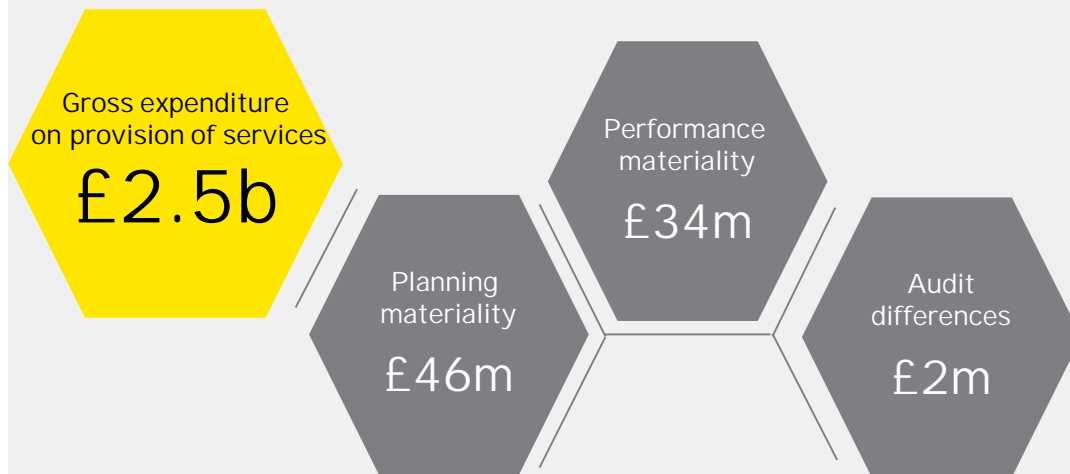 Gross expenditure
on provision of services
£2.5b
Planning
materiality
£46m
Performance
materiality
£34m
Audit
differences
£2m